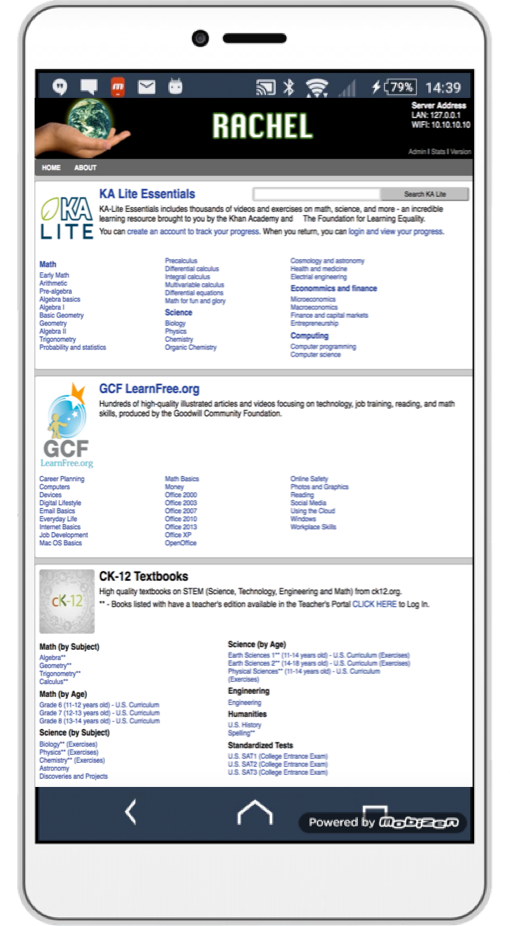 79% 14:39
RACHEL
Server Address
LAN: 127.0.0.1
WIFI: 10.10.10.10
Admin I Stats I Version
HOME ABOUT
KA LITE
KA Lite Essentials
Search KA Lite
KA-Lite Essentials includes thousands of videos and exercises on math, science, and more - an incredible
learning resource brought to you by the Khan Academy and The Foundation for Learning Equality.
You can create an account to track your progress. When you return, you can login and view your progress.
Math
Early Math
Arithmetic
Pre-algebra
Algebra basics
Algebra I
Basic Geometry
Geometry
Algebra II
Trigonometry
Probability and statistics
Precalculus
Differential calculus
Integral calculus
Multivariable calculus
Differential equations
Math for fun and glory
Science
Biology
Physics
Chemistry
Organic Chemistry
Cosmology and astronomy
Health and medicine
Electrial engineering
Econommics and finance
Microeconomics
Macroeconomics
Finance and capital markets
Entrepreneurship
Computing
Computer programming
Computer science
GCF
LearnFree.org
GCF LearnFree.org
Hundreds of high-quality illustrated articles and videos focusing on technology, job training, reading, and math
skills, produced by the Goodwill Community Foundation.
Career Planning
Computers
Devices
Digital Lifestyle
Email Basics
Everyday Life
Internet Basics
Job Development
Mac OS Basics
Math Basics
Money
Office 2000
Office 2003
Office 2007
Office 2010
Office 2013
Office XP
OpenOffice
Online Safety
Photos and Graphics
Reading
Social Media
Using the Cloud
Windows
Workplace Skills
cK-12
CK-12 Textbooks
High quality textbooks on STEM (Science, Technology, Engineering and Math) from ck12.org.
** - Books listed with have a teacher's edition available in the Teacher's Portal CLICK HERE to Log In.
Math (by Subject)
Algebra**
Geometry**
Trigonometry**
Calculus**
Math (by Age)
Grade 6 (11-12 years old) - U.S. Curriculum
Grade 7 (12-13 years old) - U.S. Curriculum
Grade 8 (13-14 years old) - U.S. Curriculum
Science (by Subject)
Biology** (Exercises)
Physics** (Exercises)
Chemistry** (Exercises)
Astronomy
Discoveries and Projects
Science (by Age)
Earth Sciences 1** (11-14 years old) - U.S. Curriculum (Exercises)
Earth Sciences 2** (14-18 years old) - U.S. Curriculum (Exercises)
Physical Sciences** (11-14 years old) - U.S. Curriculum
(Exercises)
Engineering
Engineering
Humanities
U.S. History
Spelling**
Standardized Tests
U.S. SAT1 (College Entrance Exam)
U.S. SAT2 (College Entrance Exam)
U.S. SAT3 (College Entrance Exam)
Powered by Mobizen